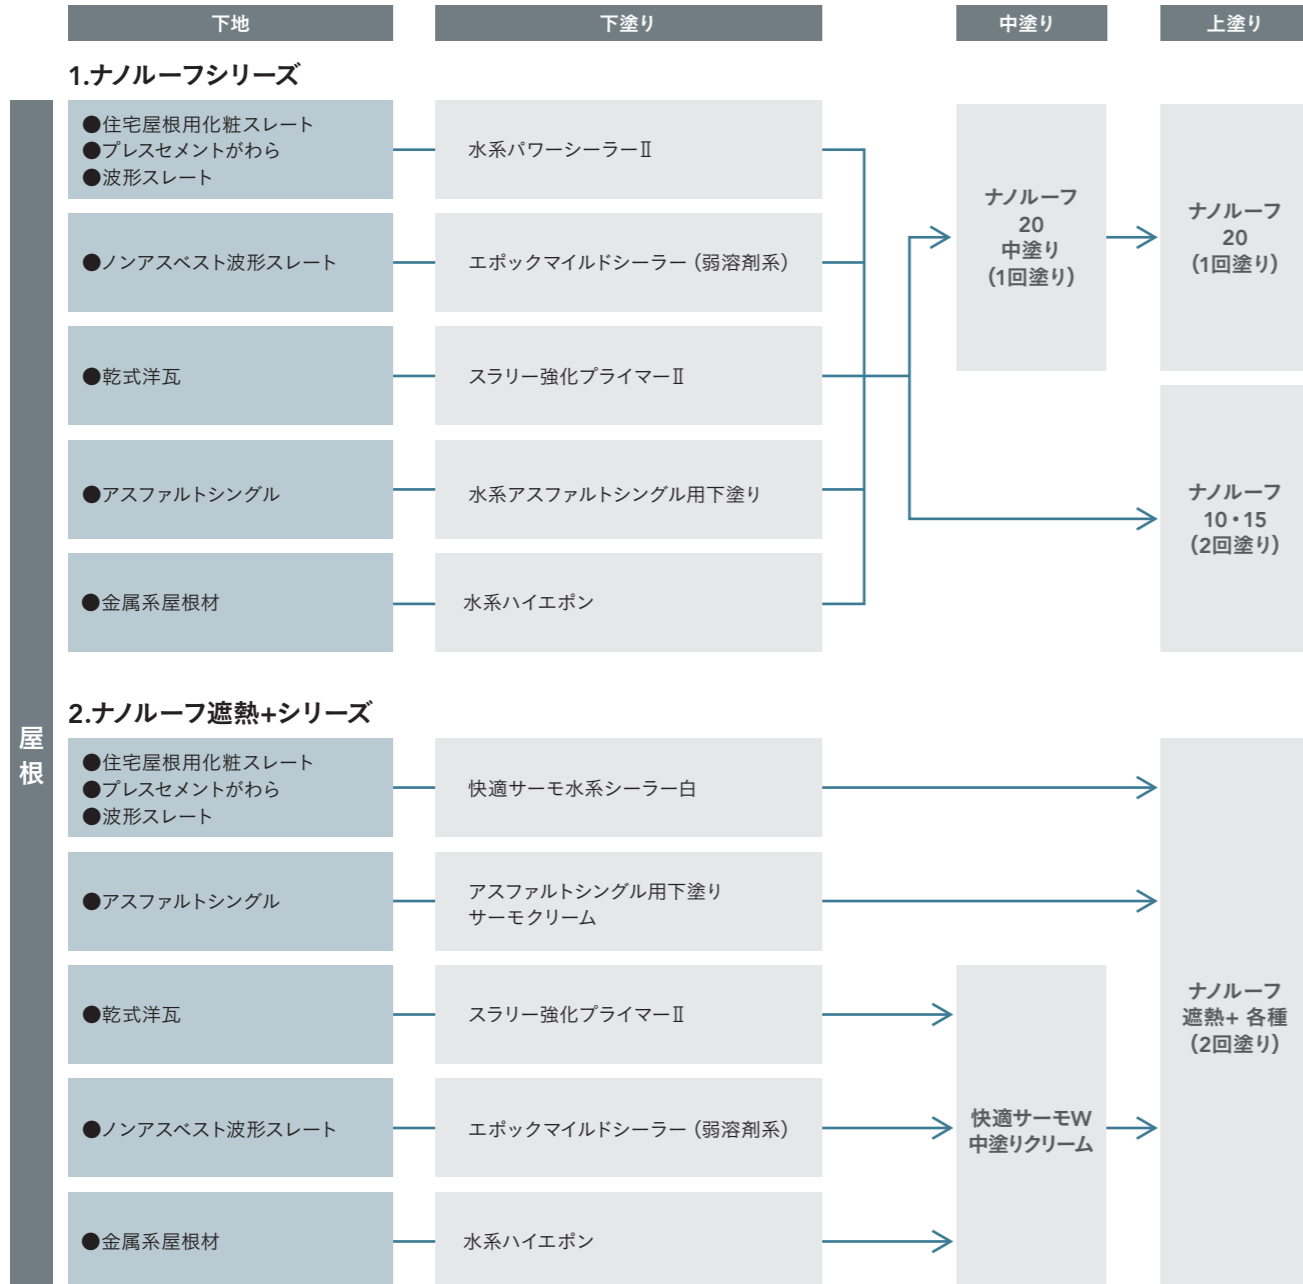 下地
下塗り
中塗り
上塗り
屋根
1.ナノルーフシリーズ
●住宅屋根用化粧スレート
●プレスセメントがわら
●波形スレート
水系パワーシーラーⅡ
●ノンアスベスト波形スレート
エポックマイルドシーラー（弱溶剤系）
●乾式洋瓦
スラリー強化プライマーⅡ
●アスファルトシングル
水系アスファルトシングル用下塗り
●金属系屋根材
水系ハイエポン
ナノルーフ
20
中塗り
（1回塗り）
ナノルーフ
20
（1回塗り）
ナノルーフ
10・15
（2回塗り）
2.ナノルーフ遮熱+シリーズ
●住宅屋根用化粧スレート
●プレスセメントがわら
●波形スレート
快適サーモ水系シーラー白
●アスファルトシングル
アスファルトシングル用下塗り
サーモクリーム
●乾式洋瓦
スラリー強化プライマーⅡ
●ノンアスベスト波形スレート
エポックマイルドシーラー（弱溶剤系）
●金属系屋根材
水系ハイエポン
快適サーモW
中塗りクリーム
ナノルーフ
遮熱+ 各種
（2回塗り）